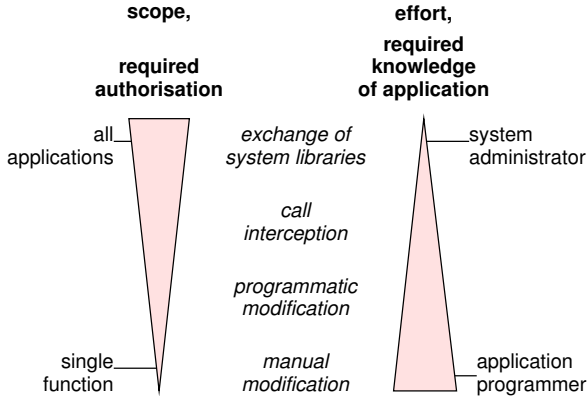 scope,
required
authorisation
effort,
required
knowledge
of application
all
applications
exchange of
system libraries
system
administrator
call
interception
programmatic
modification
single
function
manual
modification
application
programmer